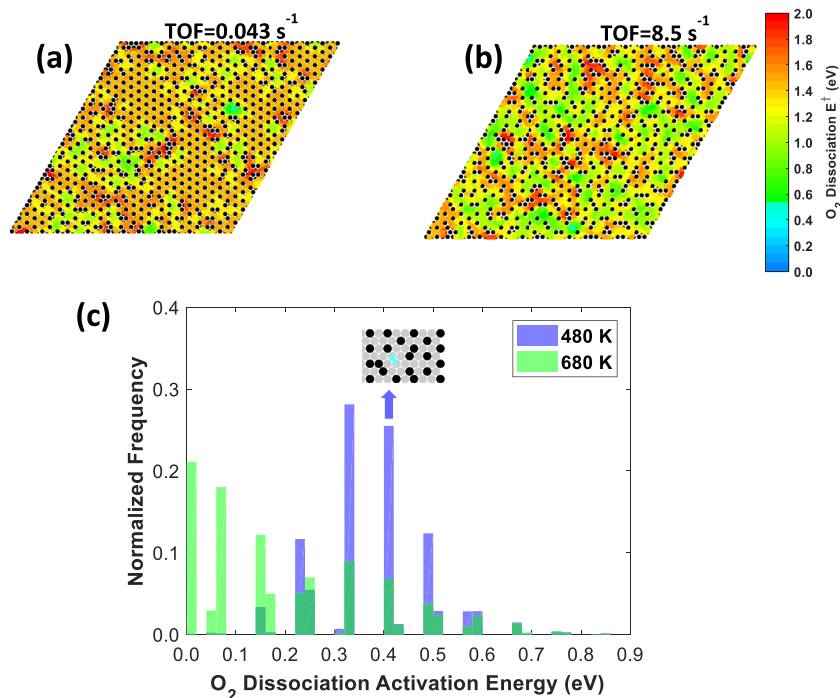 (a)
TOF=0.043 s⁻¹
(b)
TOF=8.5 s⁻¹
2.0
1.8
1.6
1.4
1.2
1.0
0.8
0.6
0.4
0.2
0.0
O₂ Dissociation E† (eV)
(c)
0.4
0.3
0.2
0.1
0.0
Normalized Frequency
480 K
680 K
0.0 0.1 0.2 0.3 0.4 0.5 0.6 0.7 0.8 0.9
O₂ Dissociation Activation Energy (eV)